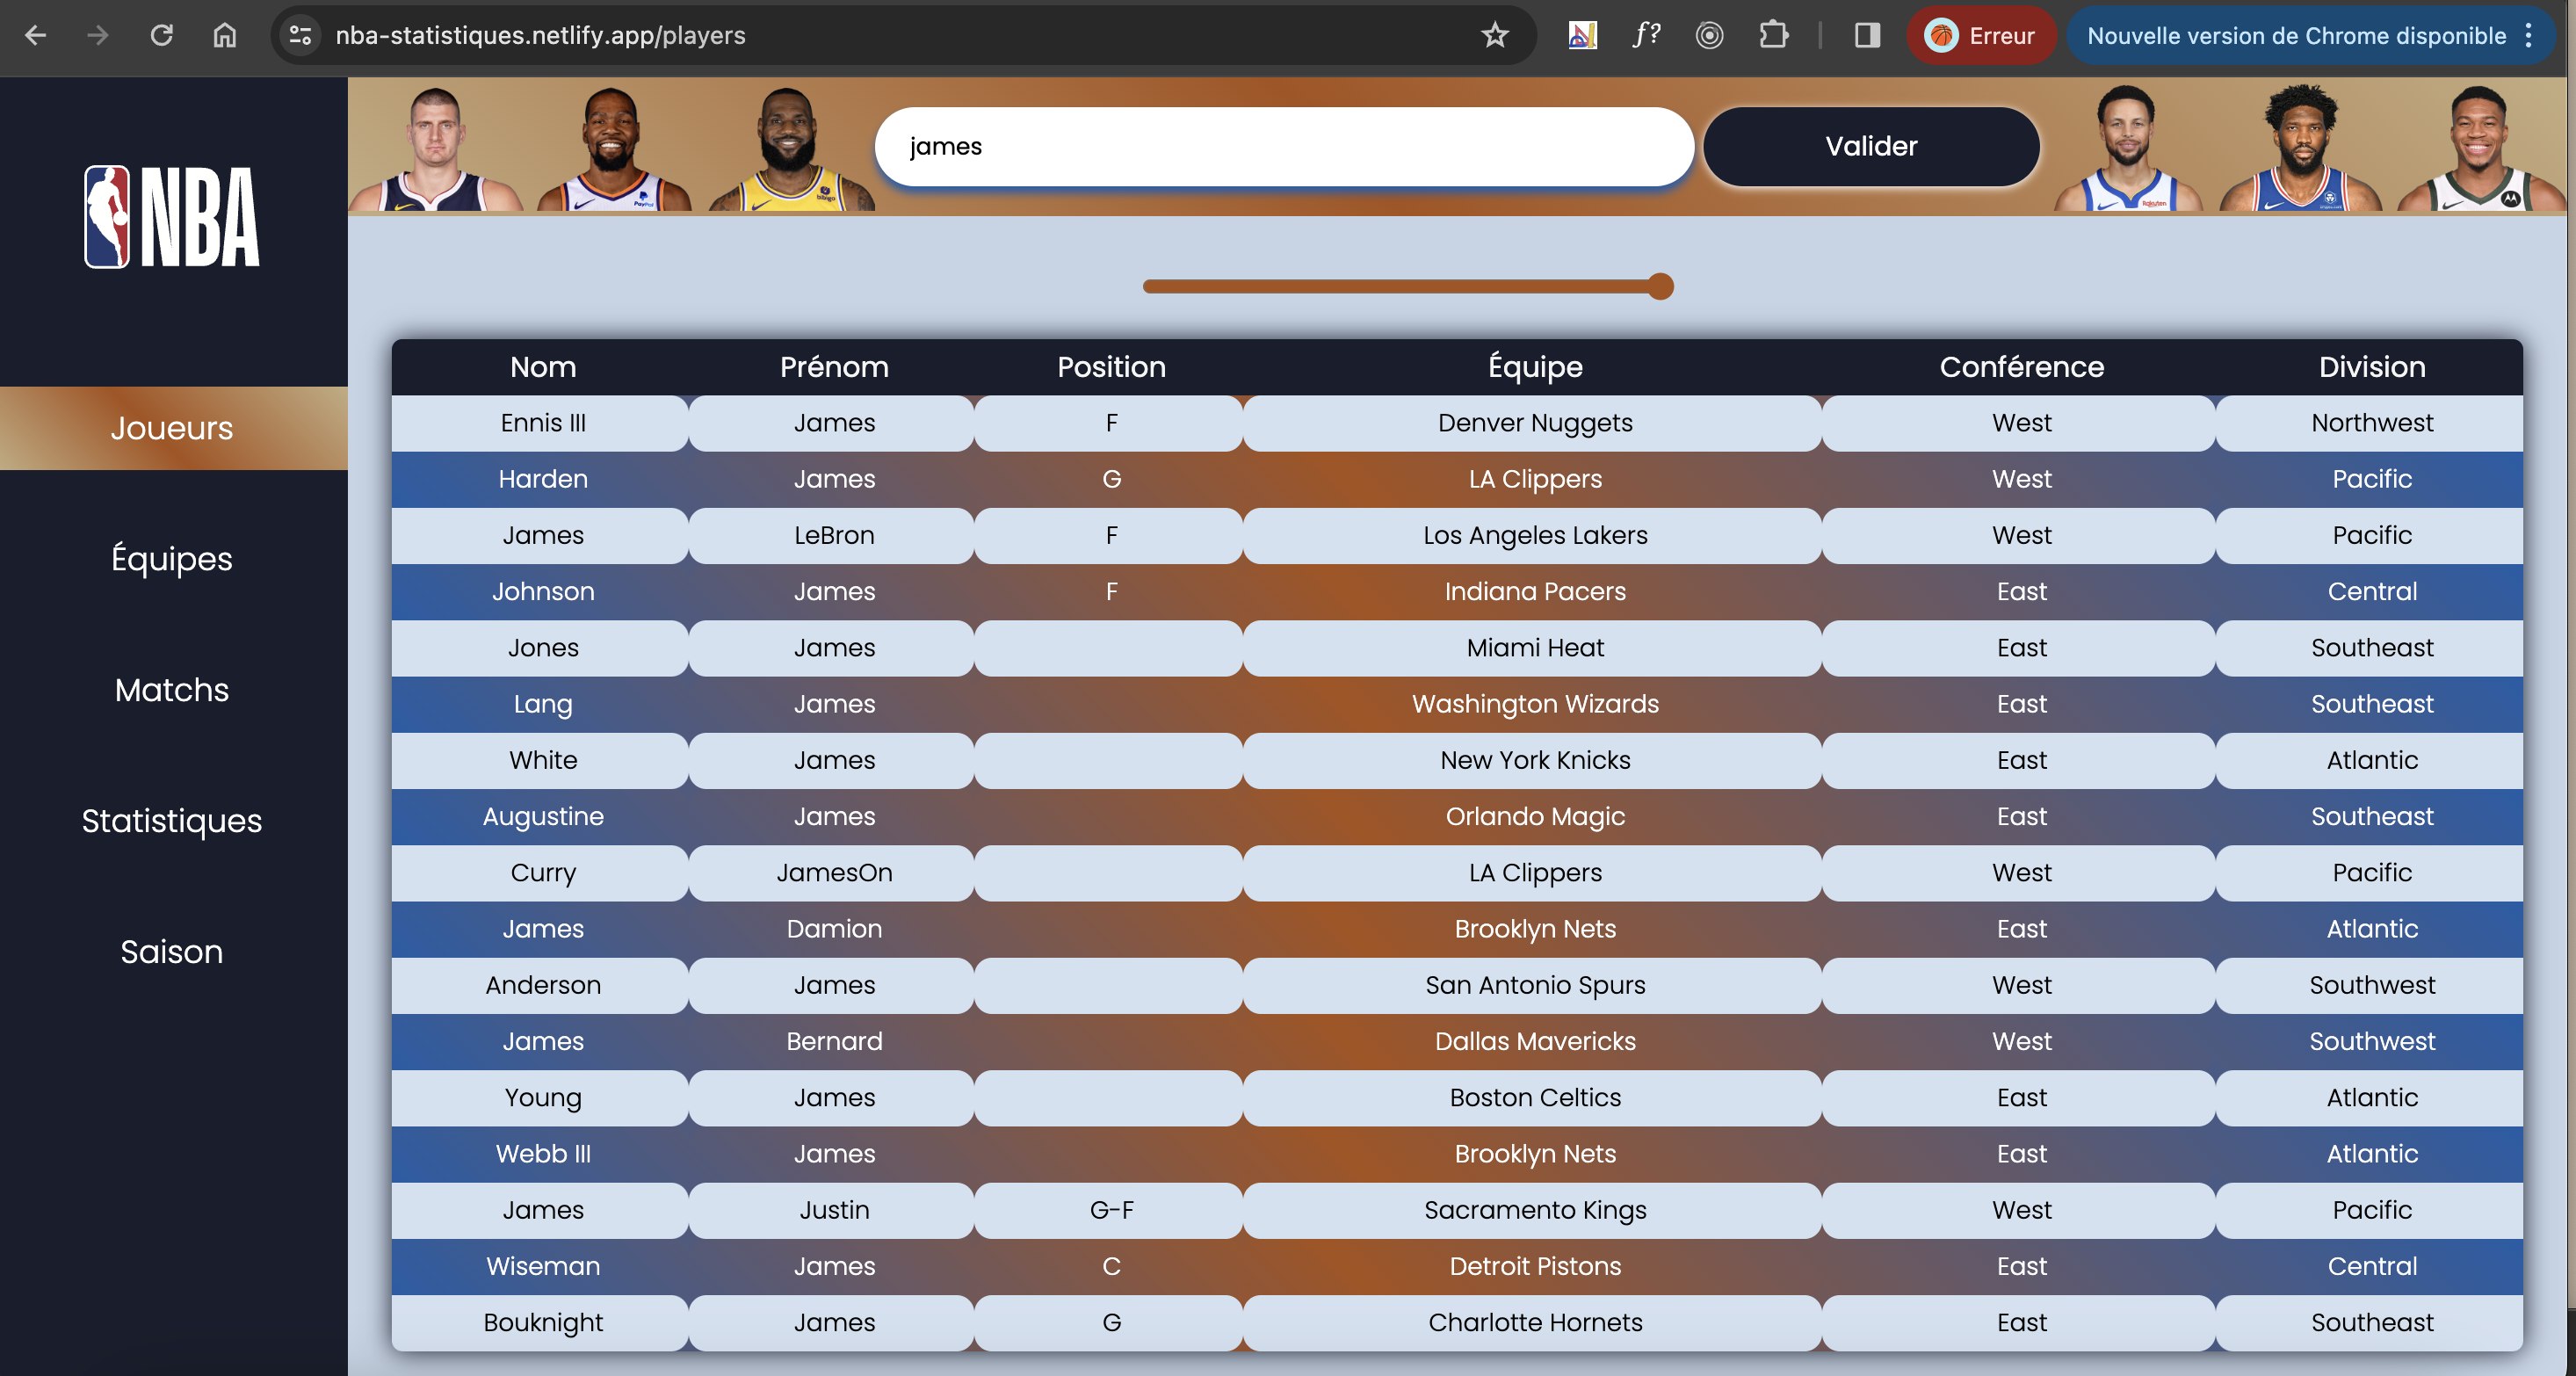 nba-statistiques.netlify.app/players
f?
Erreur
Nouvelle version de Chrome disponible
NBA
james
Valider
Joueurs
Équipes
Matchs
Statistiques
Saison
Nom Prénom Position Équipe Conférence Division
Ennis III James F Denver Nuggets West Northwest
Harden James G LA Clippers West Pacific
James LeBron F Los Angeles Lakers West Pacific
Johnson James F Indiana Pacers East Central
Jones James Miami Heat East Southeast
Lang James Washington Wizards East Southeast
White James New York Knicks East Atlantic
Augustine James Orlando Magic East Southeast
Curry JamesOn LA Clippers West Pacific
James Damion Brooklyn Nets East Atlantic
Anderson James San Antonio Spurs West Southwest
James Bernard Dallas Mavericks West Southwest
Young James Boston Celtics East Atlantic
Webb III James Brooklyn Nets East Atlantic
James Justin G-F Sacramento Kings West Pacific
Wiseman James C Detroit Pistons East Central
Bouknight James G Charlotte Hornets East Southeast